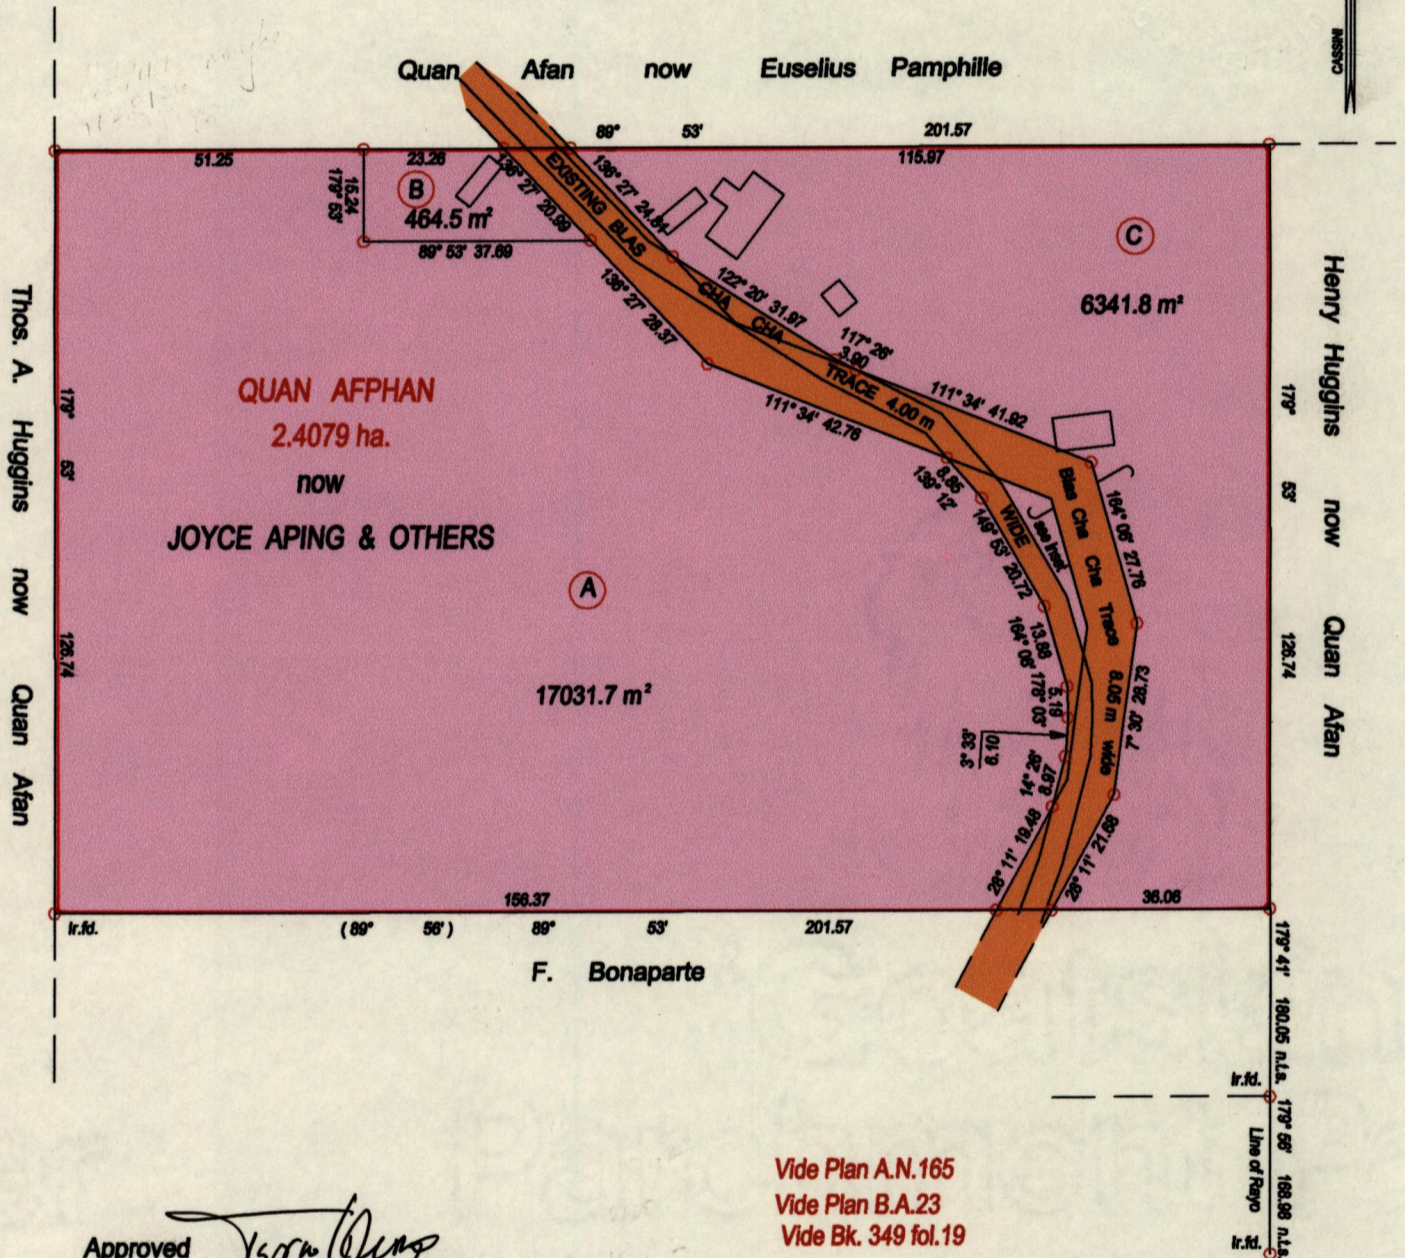 CASSINI
Quan Afan now Euselius Pamphille
89° 53' 201.57
51.25
23.26
115.97
15.24
179° 53'
B
464.5 m²
89° 53' 37.69
136° 27' 20.99
EXISTING BLAS CHA CHA TRACE 4.00 m WIDE
136° 27' 24.84
122° 20' 31.97
117° 26'
3.90
111° 34' 41.92
C
6341.8 m²
136° 27' 28.37
111° 34' 42.76
QUAN AFPHAN
2.4079 ha.
now
JOYCE APING & OTHERS
A
17031.7 m²
Thos. A. Huggins now Quan Afan
179° 53' 126.74
Henry Huggins now Quan Afan
179° 53' 126.74
8.85
139° 12'
149° 53' 20.72
see inset
Blas Cha Cha Trace 8.05 m wide
164° 06' 27.76
13.88
164° 06'
178° 03'
5.19
3° 33'
6.10
14° 26'
8.97
7° 30' 28.73
28° 11' 19.48
28° 11' 21.68
156.37
36.06
Ir.fd.
(89° 56') 89° 53' 201.57
F. Bonaparte
179° 41' 180.05 n.t.s.
Ir.fd.
179° 56' 168.98 n.t.s.
Line of Rayo
Ir.fd.
Vide Plan A.N.165
Vide Plan B.A.23
Vide Bk. 349 fol.19
Approved